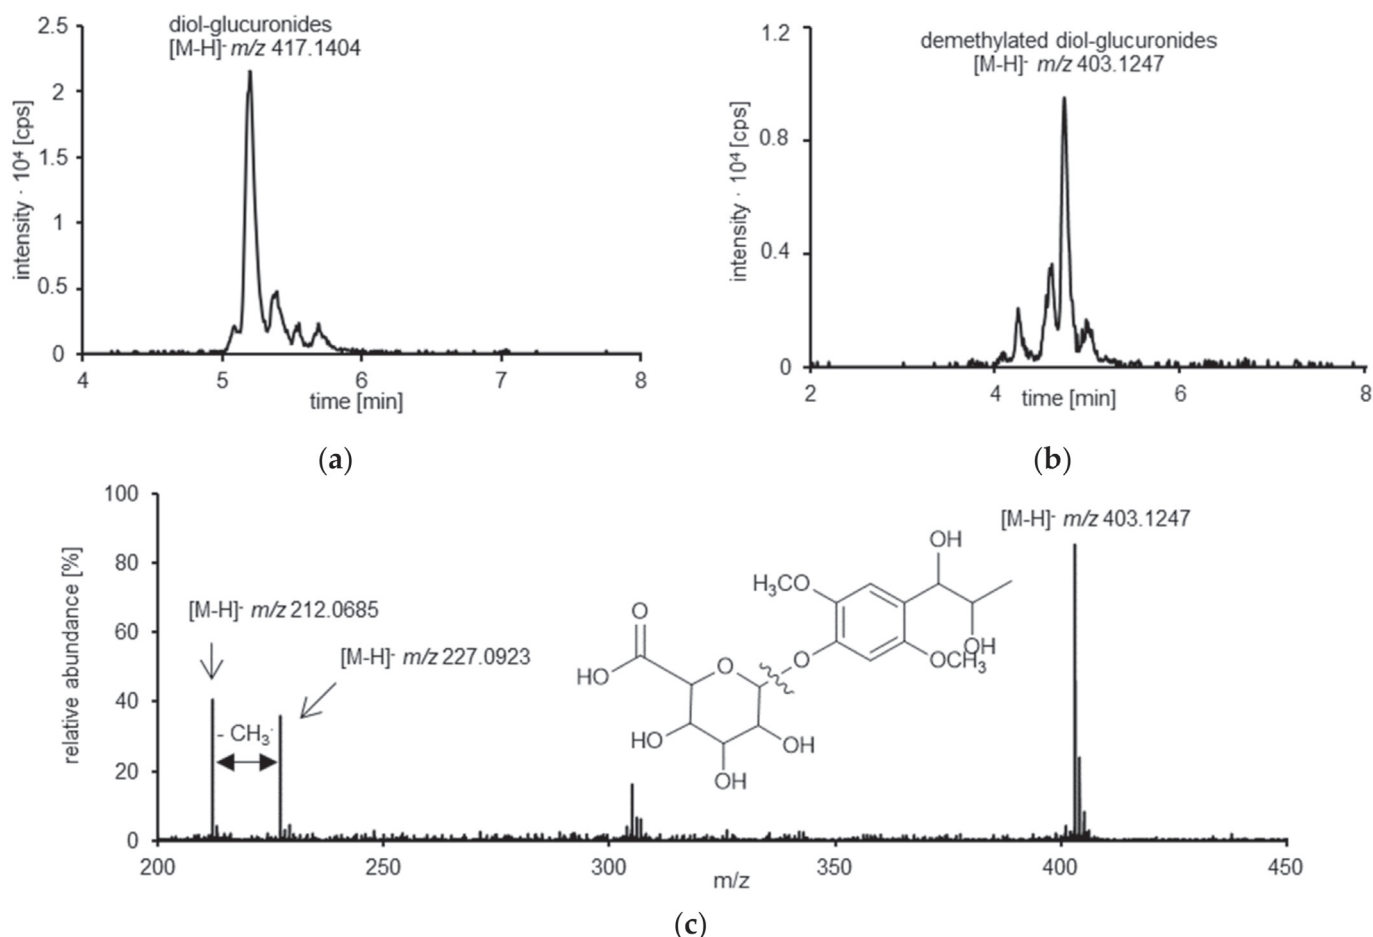 diol-glucuronides
[M-H]⁻ m/z 417.1404
2.5
2
1.5
1
0.5
0
intensity · 10⁴ [cps]
4 5 6 7 8
time [min]
(a)
demethylated diol-glucuronides
[M-H]⁻ m/z 403.1247
1.2
0.8
0.4
0
intensity · 10⁴ [cps]
2 4 6 8
time [min]
(b)
100
80
60
40
20
0
relative abundance [%]
[M-H]⁻ m/z 212.0685
[M-H]⁻ m/z 227.0923
- CH₃·
[M-H]⁻ m/z 403.1247
OH
H₃CO
OH
OCH₃
O
O
O
HO
HO
OH
OH
200 250 300 350 400 450
m/z
(c)